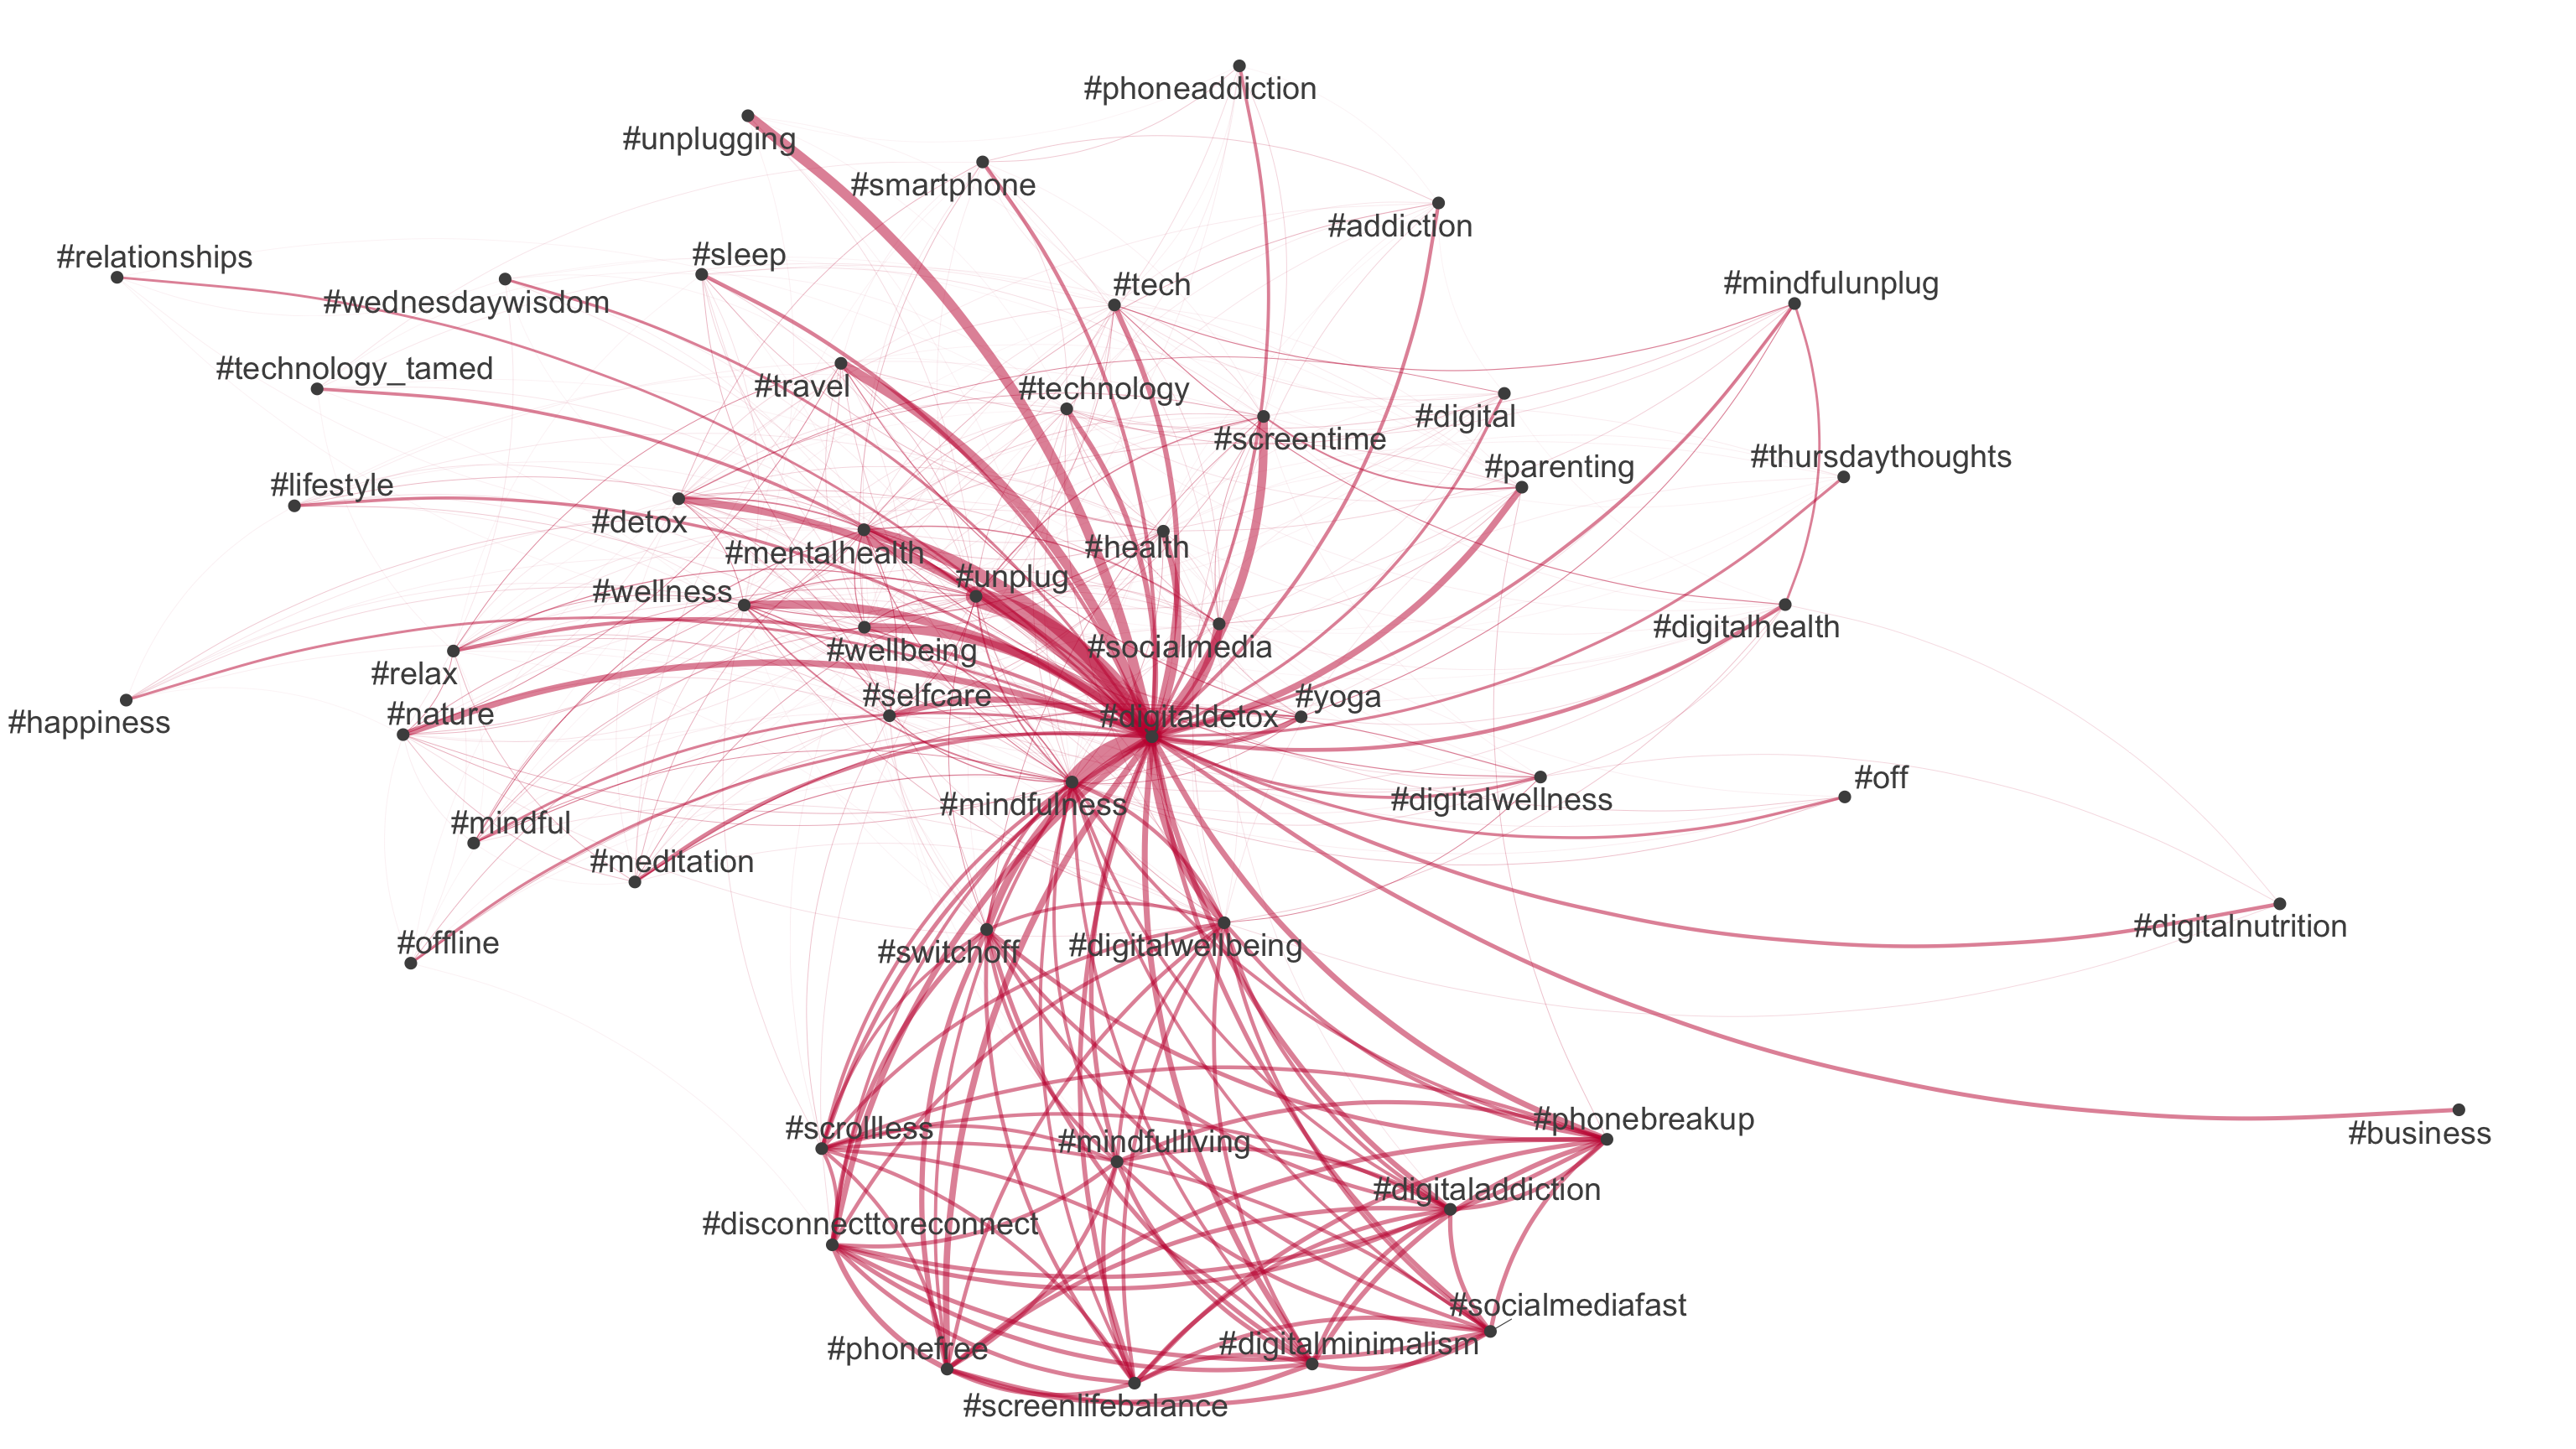 #phoneaddiction
#unplugging
#smartphone
#addiction
#relationships
#sleep
#tech
#mindfulunplug
#wednesdaywisdom
#technology_tamed
#travel
#technology
#digital
#screentime
#thursdaythoughts
#parenting
#lifestyle
#detox
#mentalhealth
#health
#unplug
#wellness
#digitalhealth
#wellbeing
#socialmedia
#relax
#selfcare
#yoga
#nature
#digitaldetox
#happiness
#off
#digitalwellness
#mindfulness
#mindful
#meditation
#digitalnutrition
#offline
#switchoff
#digitalwellbeing
#phonebreakup
#scrollless
#business
#mindfulliving
#digitaladdiction
#disconnecttoreconnect
#socialmediafast
#digitalminimalism
#phonefree
#screenlifebalance